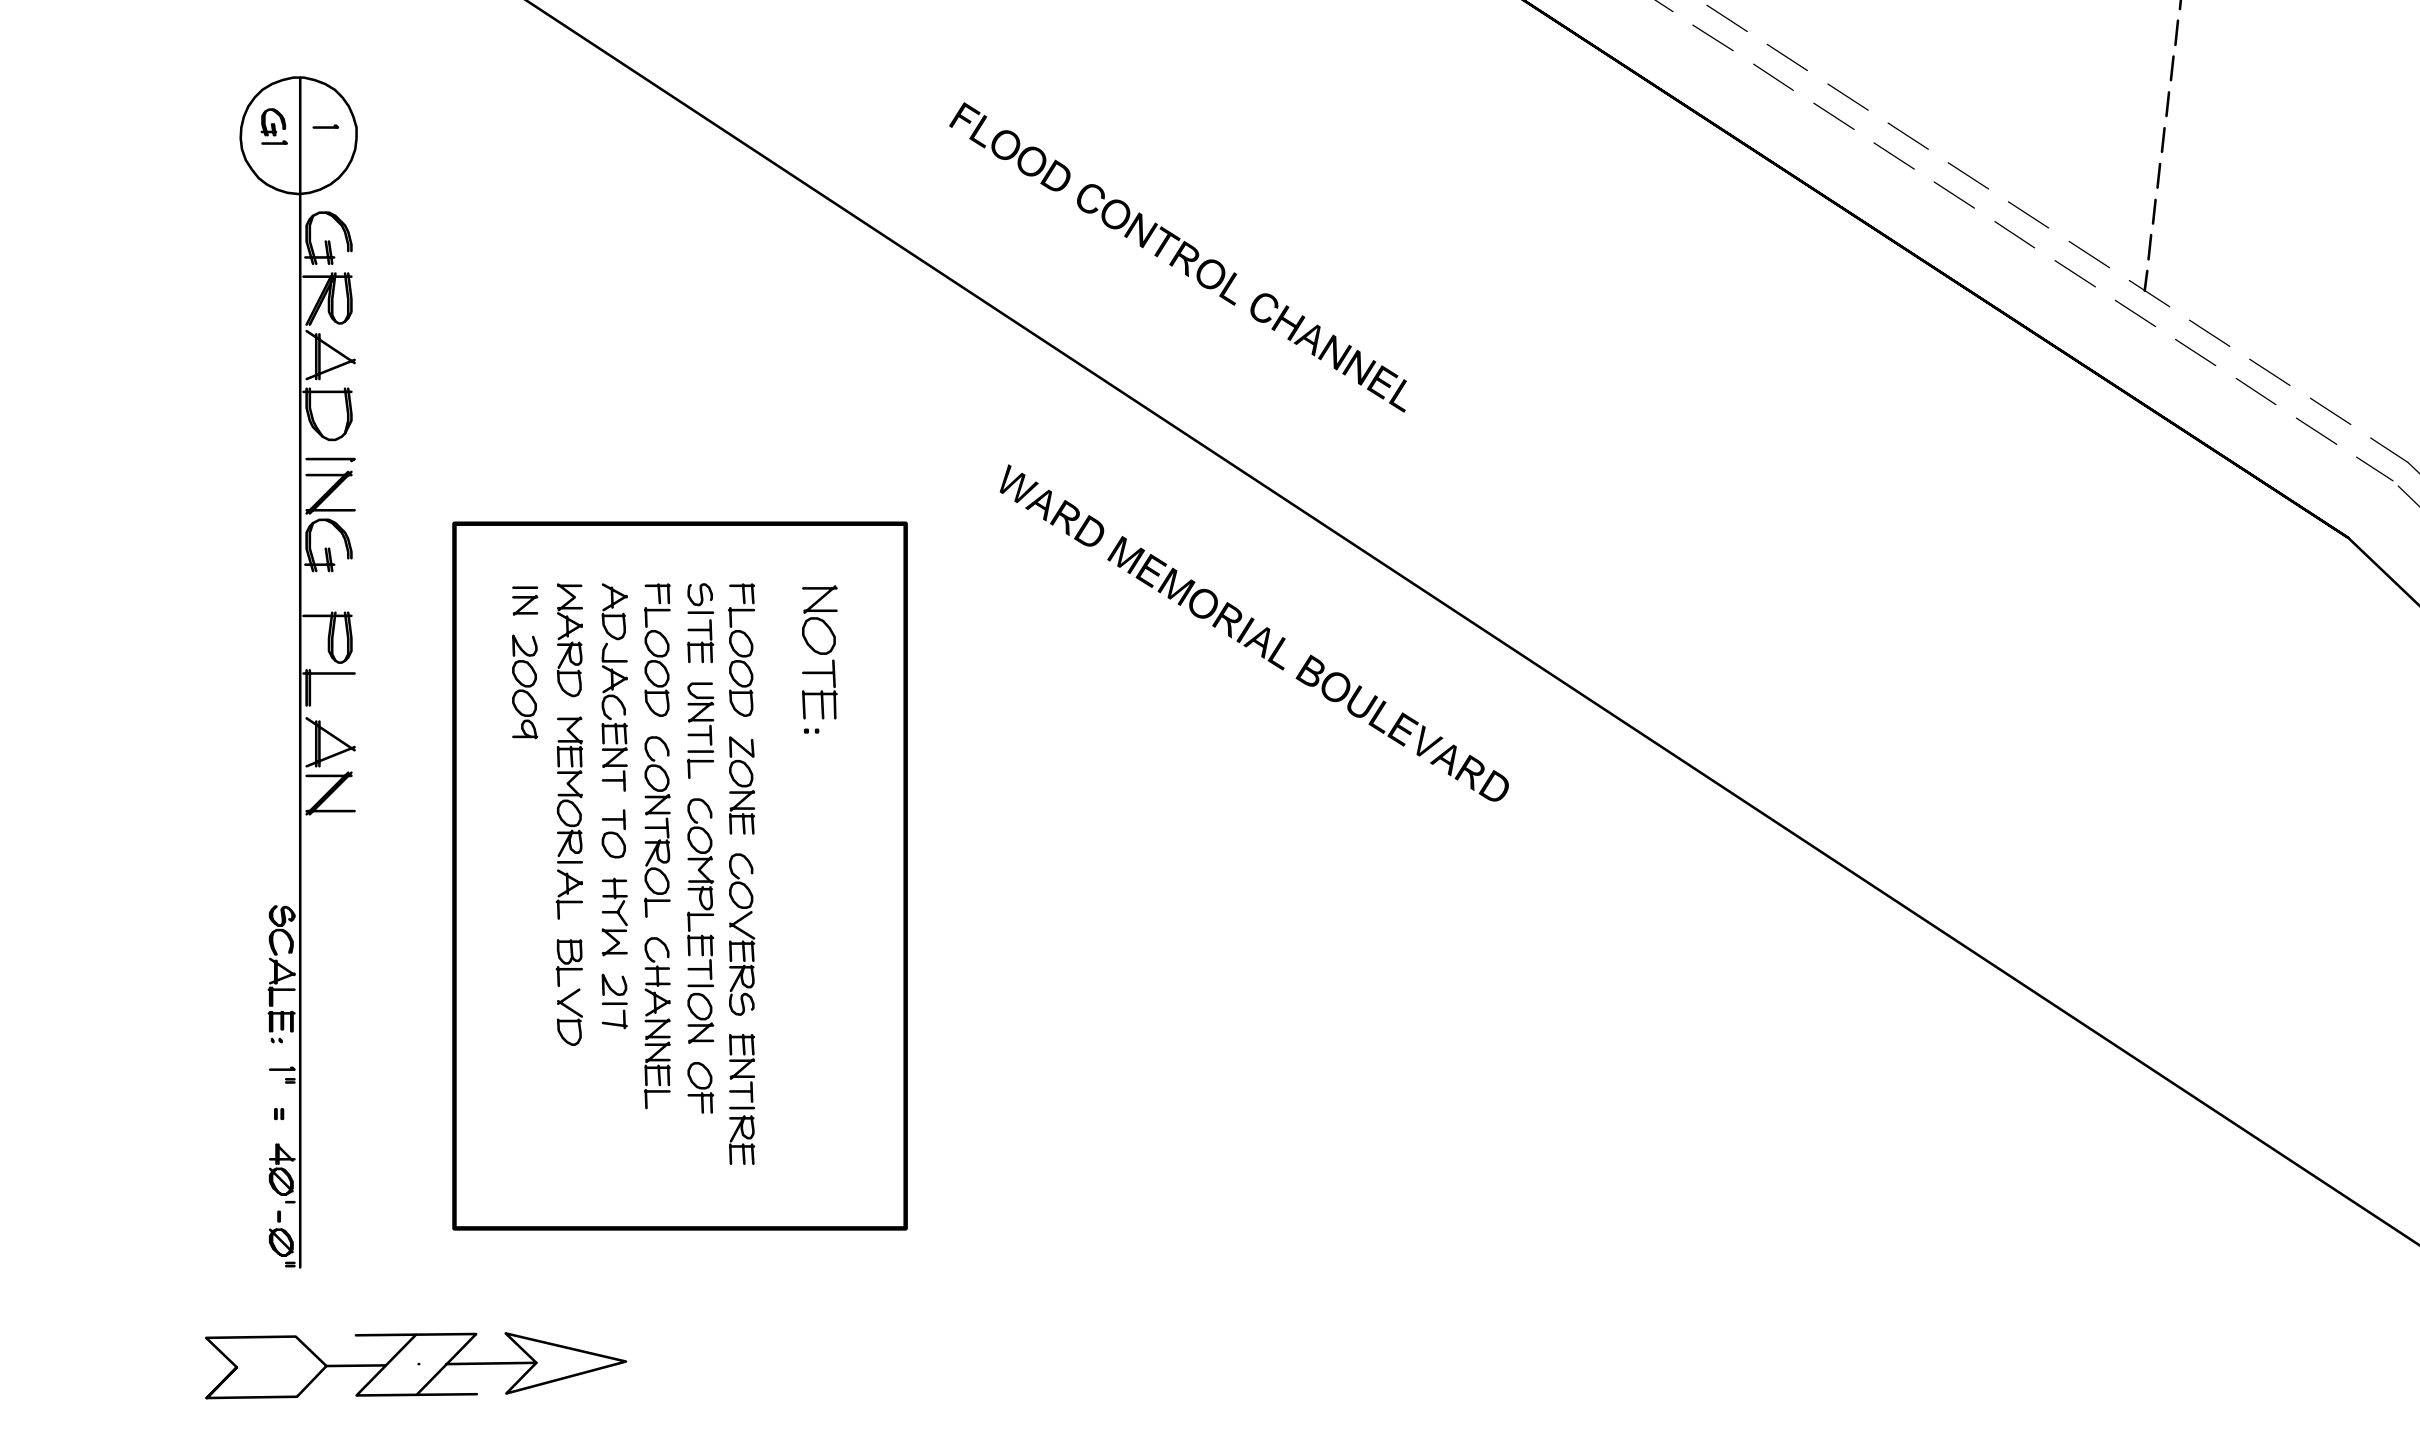 FLOOD CONTROL CHANNEL
WARD MEMORIAL BOULEVARD
NOTE:
FLOOD ZONE COVERS ENTIRE
SITE UNTIL COMPLETION OF
FLOOD CONTROL CHANNEL
ADJACENT TO HYW 217
WARD MEMORIAL BLVD
IN 2009
1
G1
GRADING PLAN
SCALE: 1" = 40'-0"
N